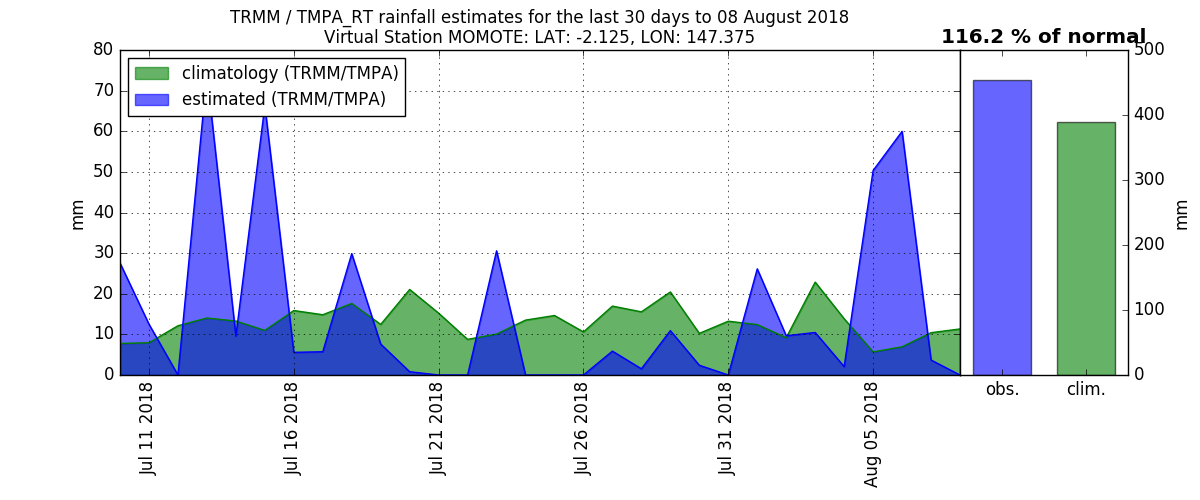 TRMM / TMPA_RT rainfall estimates for the last 30 days to 08 August 2018
Virtual Station MOMOTE: LAT: -2.125, LON: 147.375
116.2 % of normal
climatology (TRMM/TMPA)
estimated (TRMM/TMPA)
80
70
60
50
40
30
20
10
0
mm
Jul 11 2018
Jul 16 2018
Jul 21 2018
Jul 26 2018
Jul 31 2018
Aug 05 2018
obs.
clim.
500
400
300
200
100
0
mm